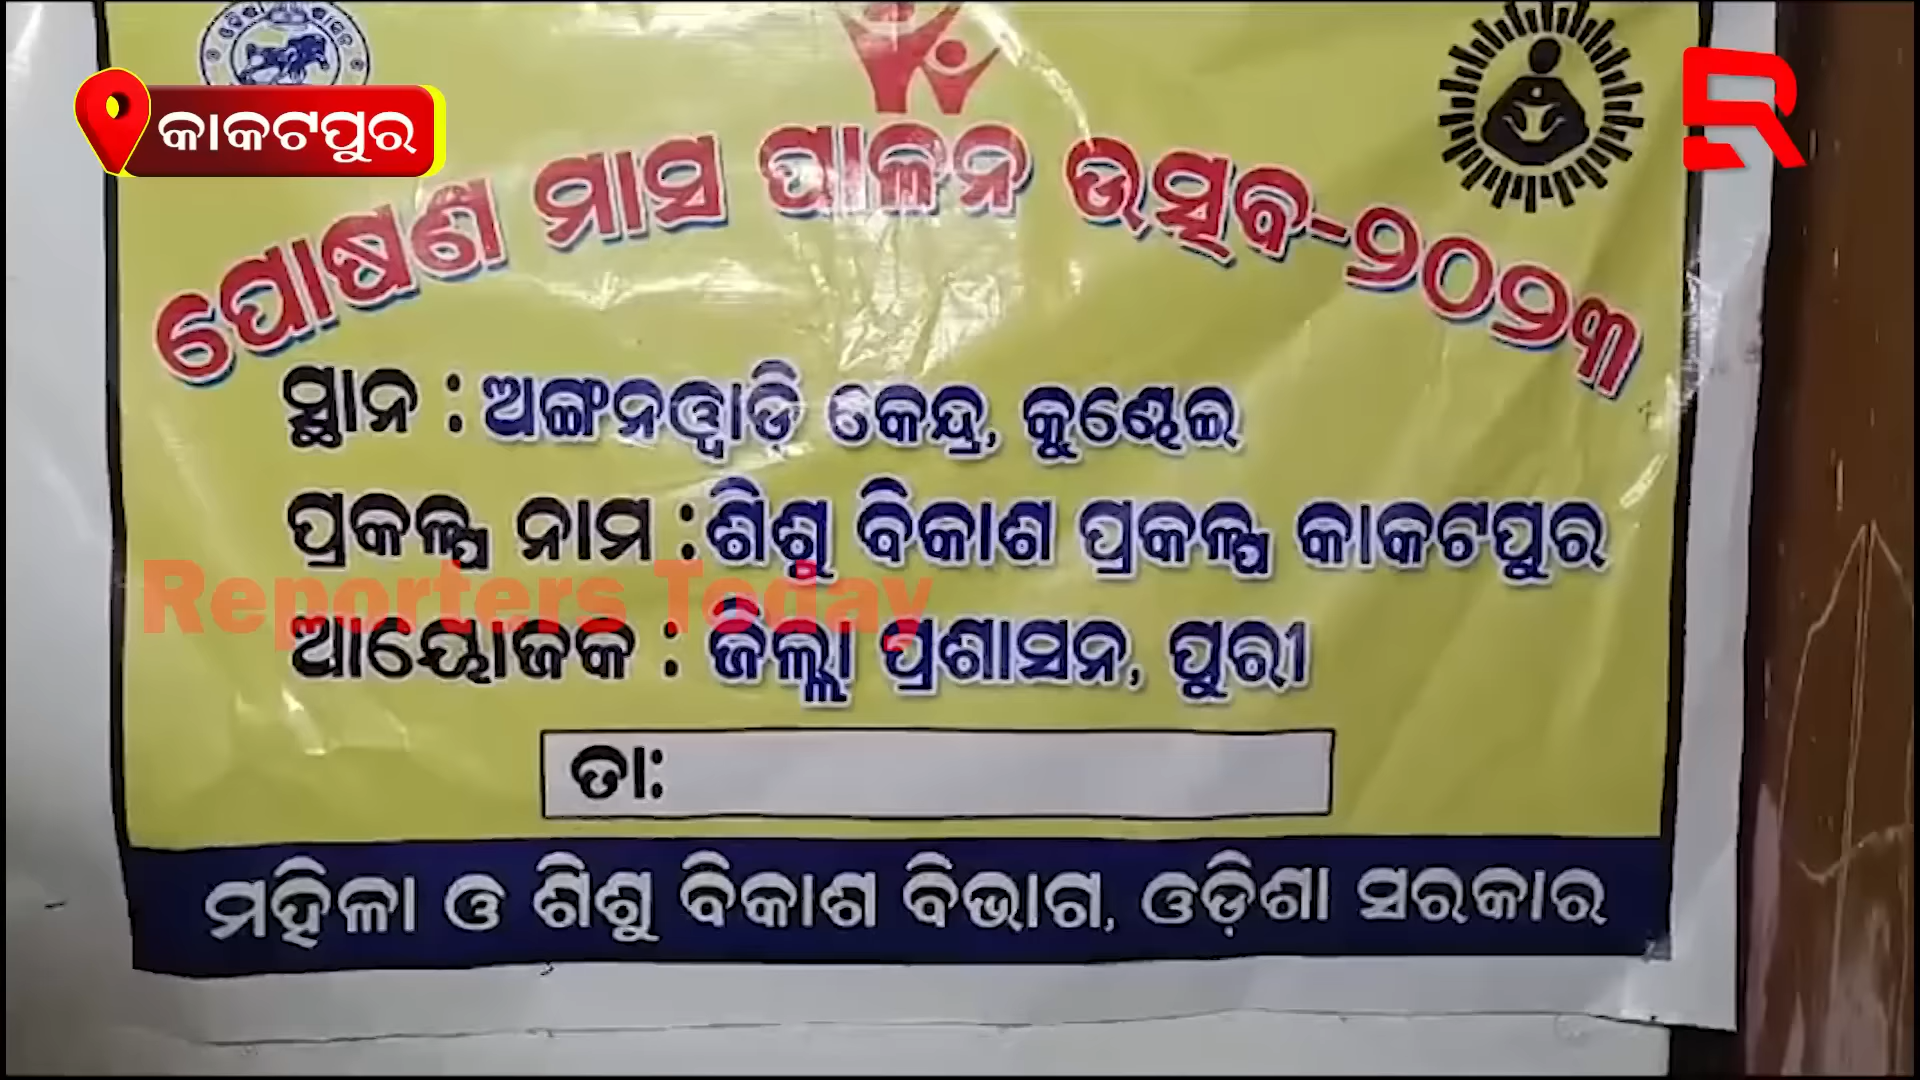 କାକଟପୁର
ପୋଷଣ ମାସ ପାଳନ ଉତ୍ସବ-୨୦୨୩
ସ୍ଥାନ : ଅଙ୍ଗନୱାଡ଼ି କେନ୍ଦ୍ର, କୁଣ୍ଢେଇ
ପ୍ରକଳ୍ପ ନାମ : ଶିଶୁ ବିକାଶ ପ୍ରକଳ୍ପ କାକଟପୁର
Reporters Today
ଆୟୋଜକ : ଜିଲ୍ଲା ପ୍ରଶାସନ, ପୁରୀ
ତା:
ମହିଳା ଓ ଶିଶୁ ବିକାଶ ବିଭାଗ, ଓଡ଼ିଶା ସରକାର